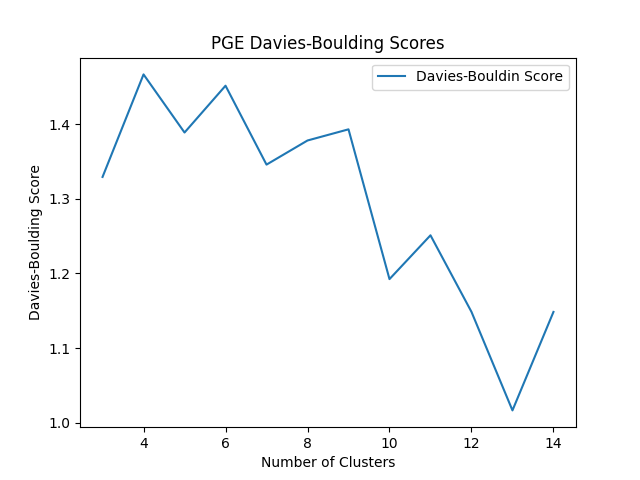 PGE Davies-Boulding Scores
Davies-Bouldin Score
Davies-Boulding Score
1.4
1.3
1.2
1.1
1.0
4 6 8 10 12 14
Number of Clusters